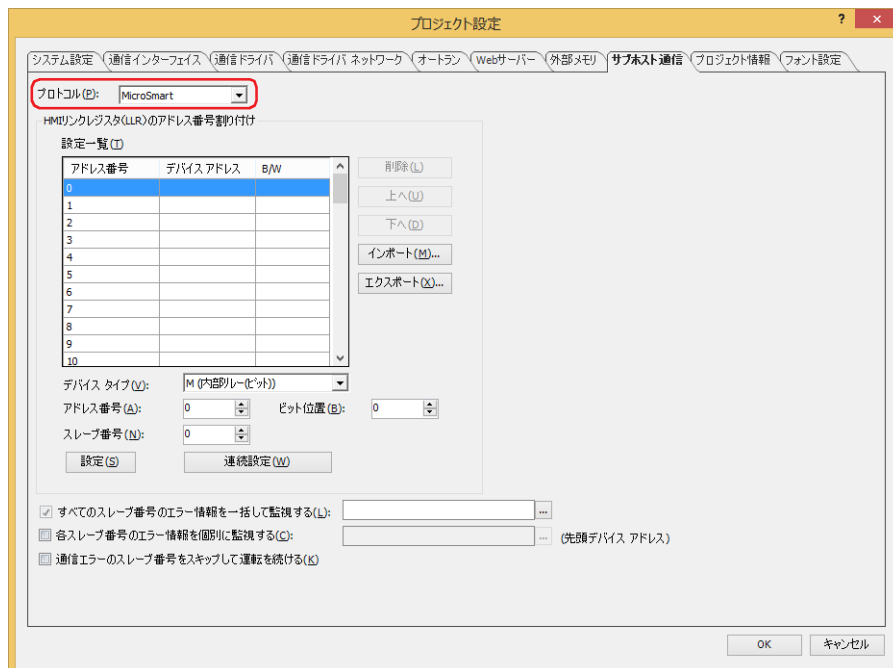 プロジェクト設定
? ×
システム設定 通信インターフェイス 通信ドライバ 通信ドライバ ネットワーク オートラン Webサーバー 外部メモリ サブホスト通信 プロジェクト情報 フォント設定
プロトコル(P): MicroSmart
HMIリンクレジスタ(LLR)のアドレス番号割り付け
設定一覧(T)
アドレス番号 デバイス アドレス B/W
0
1
2
3
4
5
6
7
8
9
10
削除(L)
上へ(U)
下へ(D)
インポート(M)...
エクスポート(X)...
デバイス タイプ(V): M (内部リレー(ビット))
アドレス番号(A): 0 ビット位置(B): 0
スレーブ番号(N): 0
設定(S) 連続設定(W)
すべてのスレーブ番号のエラー情報を一括して監視する(L): ...
各スレーブ番号のエラー情報を個別に監視する(C): ... (先頭デバイス アドレス)
通信エラーのスレーブ番号をスキップして運転を続ける(K)
OK キャンセル